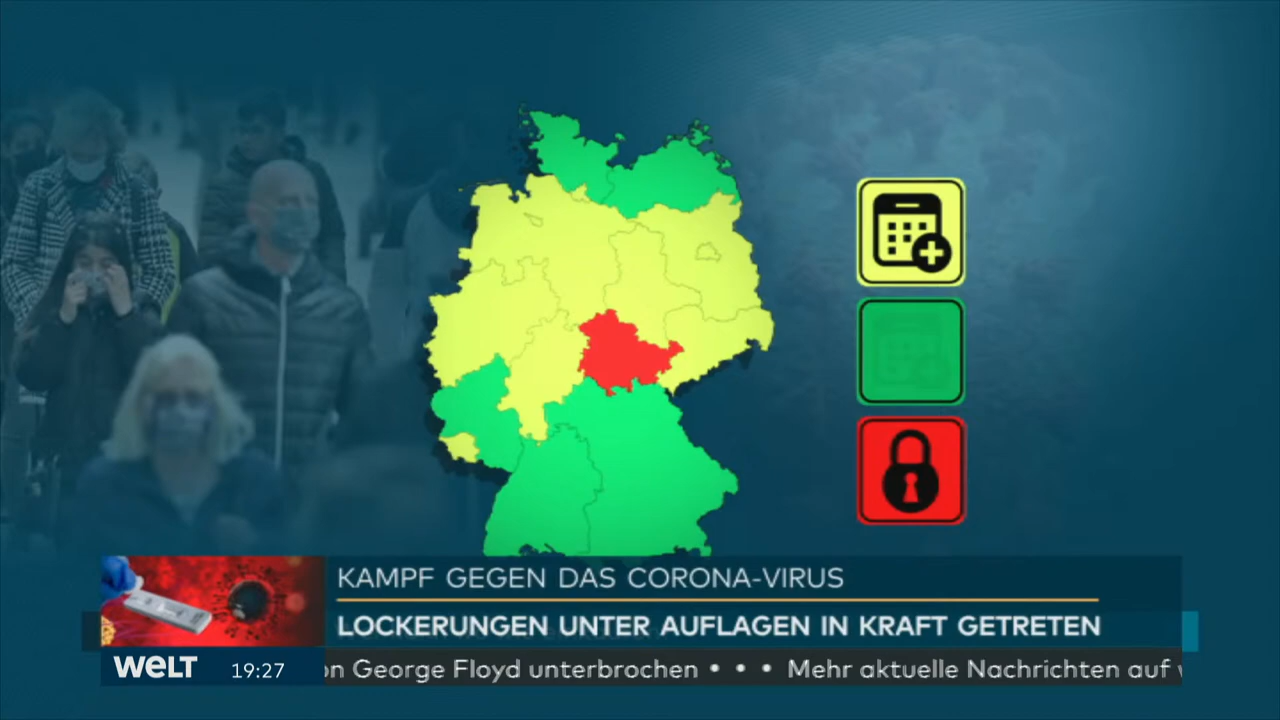 KAMPF GEGEN DAS CORONA-VIRUS
LOCKERUNGEN UNTER AUFLAGEN IN KRAFT GETRETEN
WELT 19:27 George Floyd unterbrochen • • • Mehr aktuelle Nachrichten auf